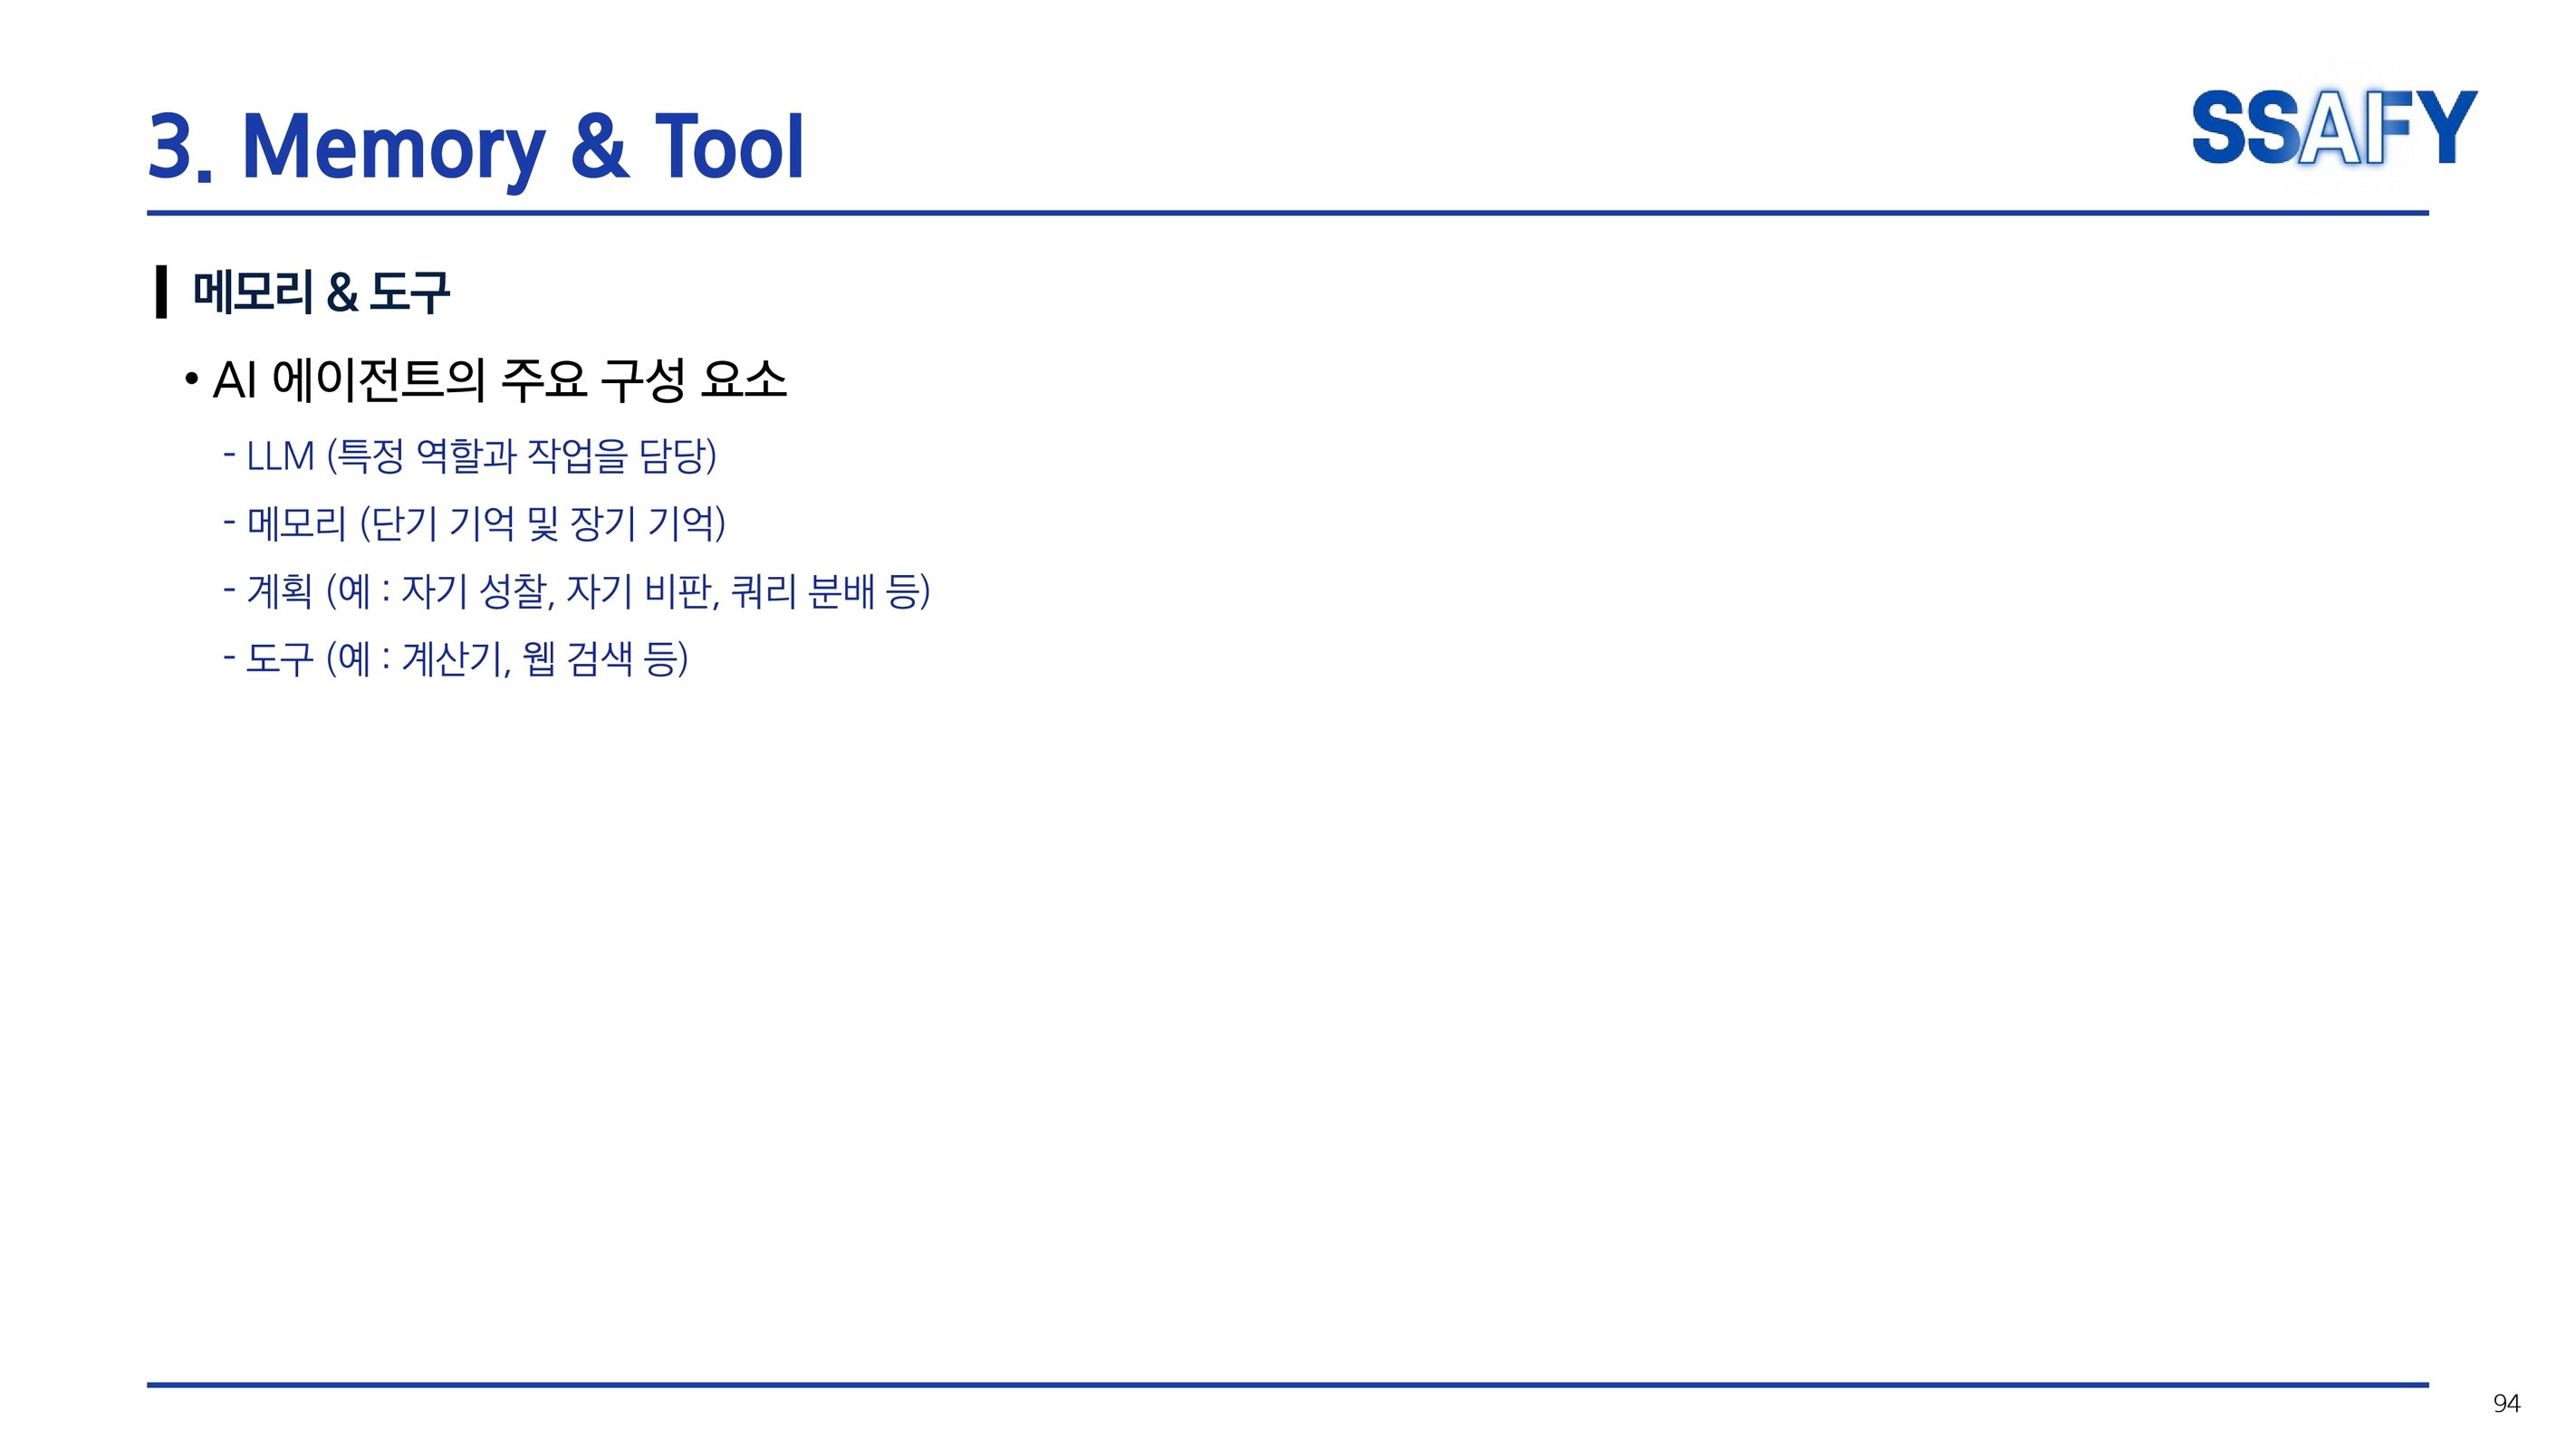 3. Memory & Tool
SSAFY
메모리 & 도구
• AI 에이전트의 주요 구성 요소
- LLM (특정 역할과 작업을 담당)
- 메모리 (단기 기억 및 장기 기억)
- 계획 (예 : 자기 성찰, 자기 비판, 쿼리 분배 등)
- 도구 (예 : 계산기, 웹 검색 등)
94